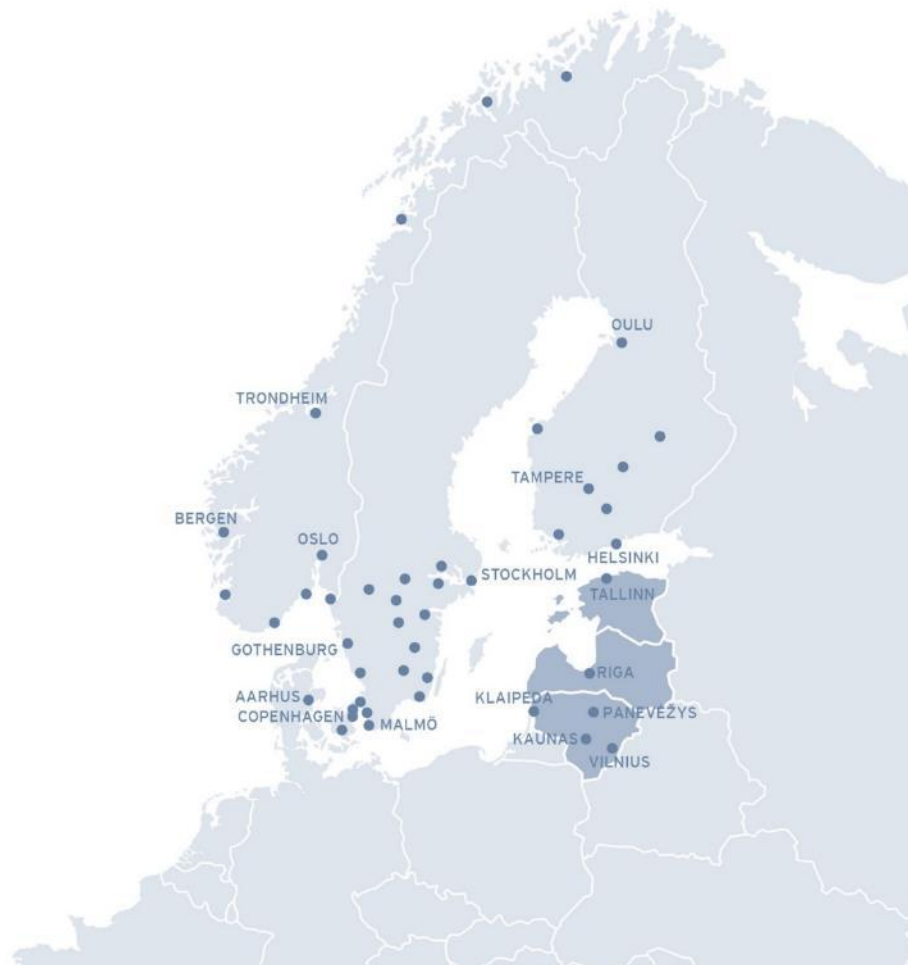 OULU
TRONDHEIM
TAMPERE
BERGEN
OSLO
HELSINKI
STOCKHOLM
TALLINN
GOTHENBURG
RIGA
AARHUS
KLAIPEDA
COPENHAGEN
PANEVĖŽYS
MALMÖ
KAUNAS
VILNIUS